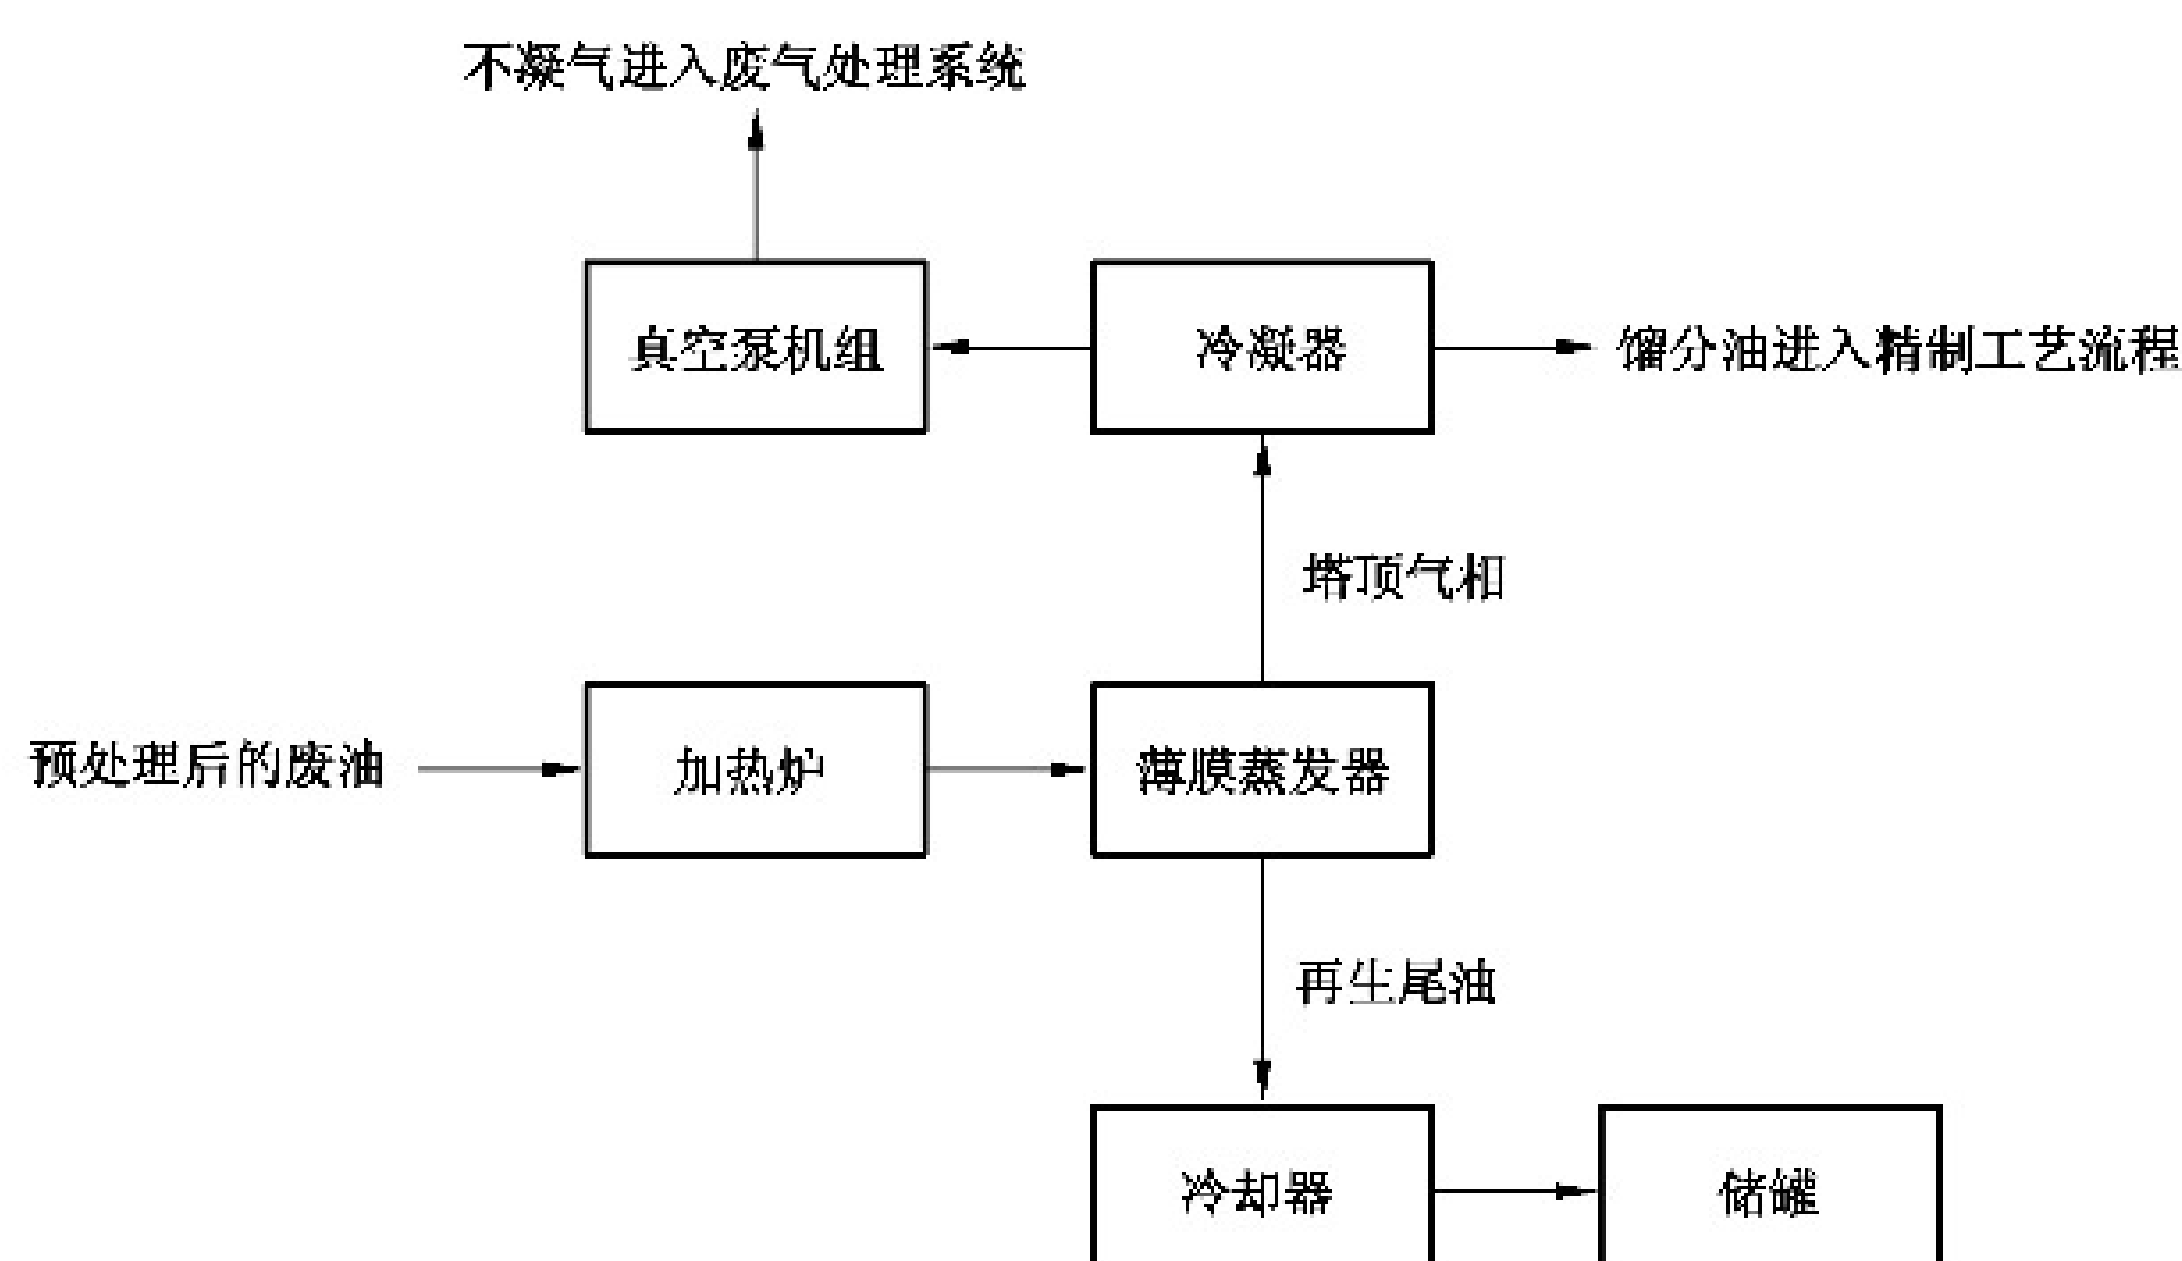 不凝气进入废气处理系统
真空泵机组
冷凝器
馏分油进入精制工艺流程
塔顶气相
预处理后的废油
加热炉
薄膜蒸发器
再生尾油
冷却器
储罐